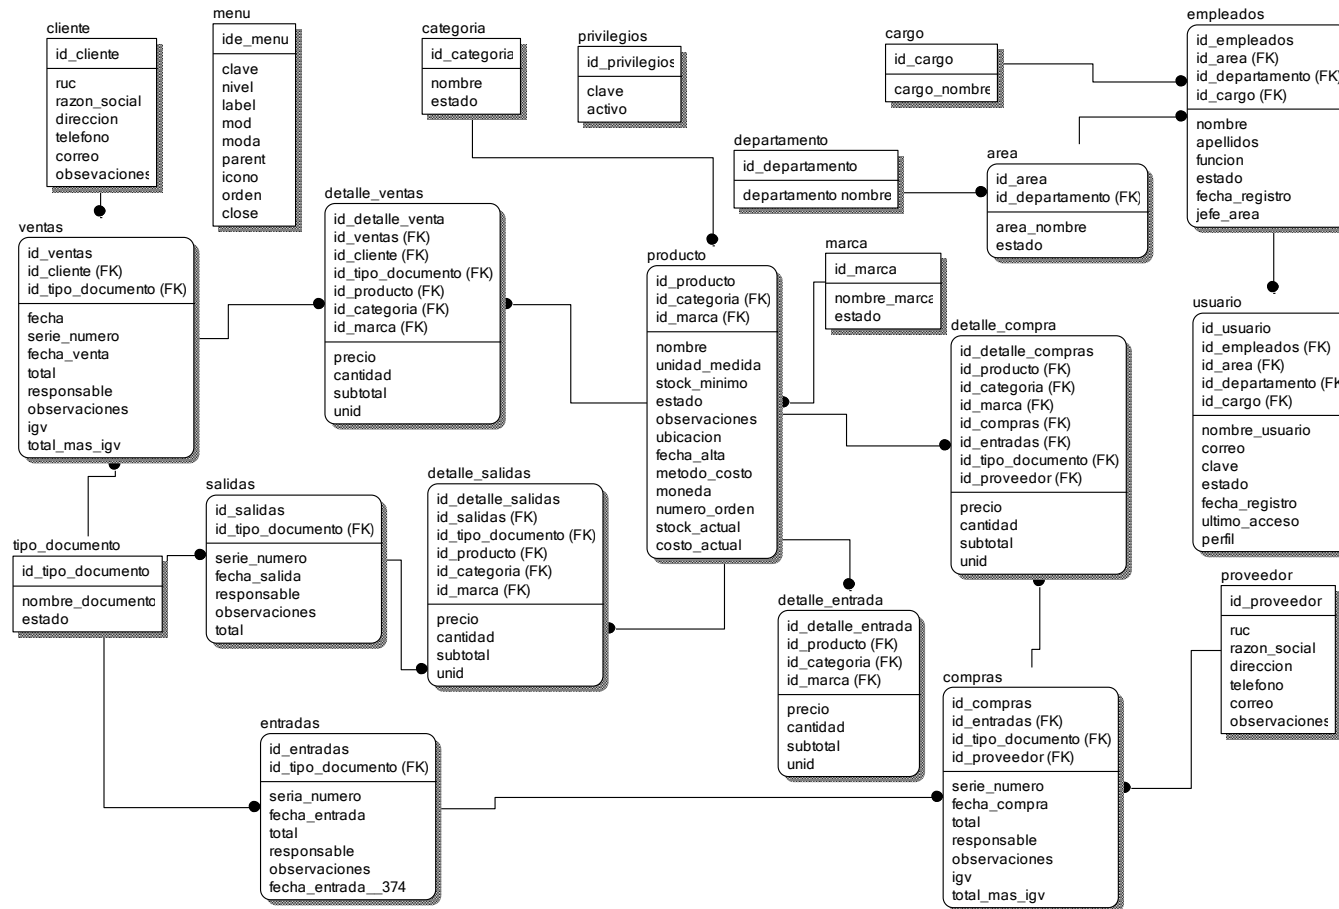 cliente
id_cliente
ruc
razon_social
direccion
telefono
correo
obsevaciones
menu
ide_menu
clave
nivel
label
mod
moda
parent
icono
orden
close
categoria
id_categoria
nombre
estado
privilegios
id_privilegios
clave
activo
cargo
id_cargo
cargo_nombre
empleados
id_empleados
id_area (FK)
id_departamento (FK)
id_cargo (FK)
nombre
apellidos
funcion
estado
fecha_registro
jefe_area
departamento
id_departamento
departamento nombre
area
id_area
id_departamento (FK)
area_nombre
estado
ventas
id_ventas
id_cliente (FK)
id_tipo_documento (FK)
fecha
serie_numero
fecha_venta
total
responsable
observaciones
igv
total_mas_igv
detalle_ventas
id_detalle_venta
id_ventas (FK)
id_cliente (FK)
id_tipo_documento (FK)
id_producto (FK)
id_categoria (FK)
id_marca (FK)
precio
cantidad
subtotal
unid
producto
id_producto
id_categoria (FK)
id_marca (FK)
nombre
unidad_medida
stock_minimo
estado
observaciones
ubicacion
fecha_alta
metodo_costo
moneda
numero_orden
stock_actual
costo_actual
marca
id_marca
nombre_marca
estado
detalle_compra
id_detalle_compras
id_producto (FK)
id_categoria (FK)
id_marca (FK)
id_compras (FK)
id_entradas (FK)
id_tipo_documento (FK)
id_proveedor (FK)
precio
cantidad
subtotal
unid
usuario
id_usuario
id_empleados (FK)
id_area (FK)
id_departamento (FK)
id_cargo (FK)
nombre_usuario
correo
clave
estado
fecha_registro
ultimo_acceso
perfil
tipo_documento
id_tipo_documento
nombre_documento
estado
salidas
id_salidas
id_tipo_documento (FK)
serie_numero
fecha_salida
responsable
observaciones
total
detalle_salidas
id_detalle_salidas
id_salidas (FK)
id_tipo_documento (FK)
id_producto (FK)
id_categoria (FK)
id_marca (FK)
precio
cantidad
subtotal
unid
detalle_entrada
id_detalle_entrada
id_producto (FK)
id_categoria (FK)
id_marca (FK)
precio
cantidad
subtotal
unid
proveedor
id_proveedor
ruc
razon_social
direccion
telefono
correo
observaciones
entradas
id_entradas
id_tipo_documento (FK)
seria_numero
fecha_entrada
total
responsable
observaciones
fecha_entrada__374
compras
id_compras
id_entradas (FK)
id_tipo_documento (FK)
id_proveedor (FK)
serie_numero
fecha_compra
total
responsable
observaciones
igv
total_mas_igv